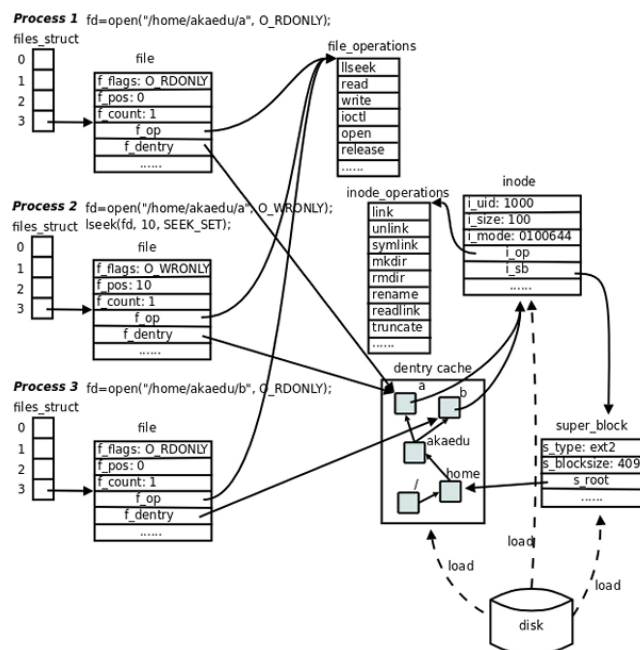 Process 1 fd=open("/home/akaedu/a", O_RDONLY);
files_struct
0
1
2
3
file
f_flags: O_RDONLY
f_pos: 0
f_count: 1
f_op
f_dentry
......
file_operations
llseek
read
write
ioctl
open
release
......
Process 2 fd=open("/home/akaedu/a", O_WRONLY);
lseek(fd, 10, SEEK_SET);
files_struct
0
1
2
3
file
f_flags: O_WRONLY
f_pos: 10
f_count: 1
f_op
f_dentry
......
inode_operations
link
unlink
symlink
mkdir
rmdir
rename
readlink
truncate
......
inode
i_uid: 1000
i_size: 100
i_mode: 0100644
i_op
i_sb
......
Process 3 fd=open("/home/akaedu/b", O_RDONLY);
files_struct
0
1
2
3
file
f_flags: O_RDONLY
f_pos: 0
f_count: 1
f_op
f_dentry
......
dentry cache
a
b
akaedu
home
/
super_block
s_type: ext2
s_blocksize: 409
s_root
......
load
load
load
disk